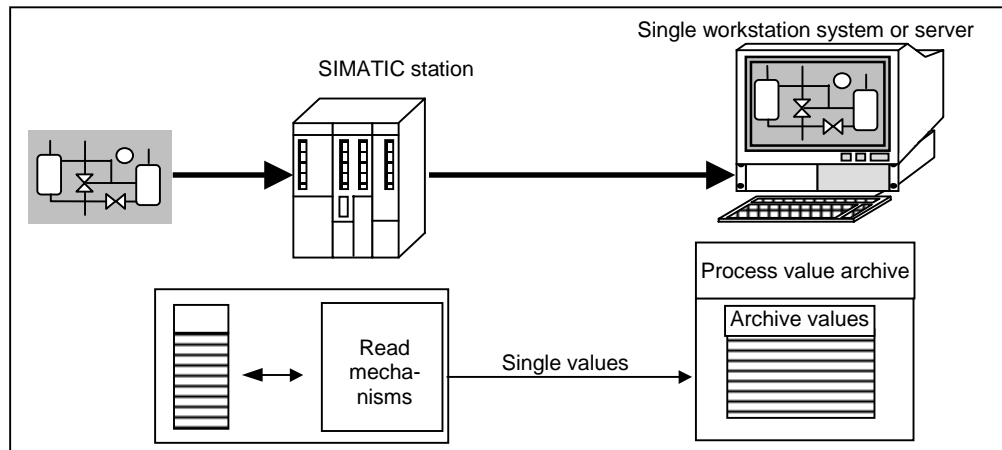 Single workstation system or server
SIMATIC station
Process value archive
Archive values
Read
mecha-
nisms
Single values